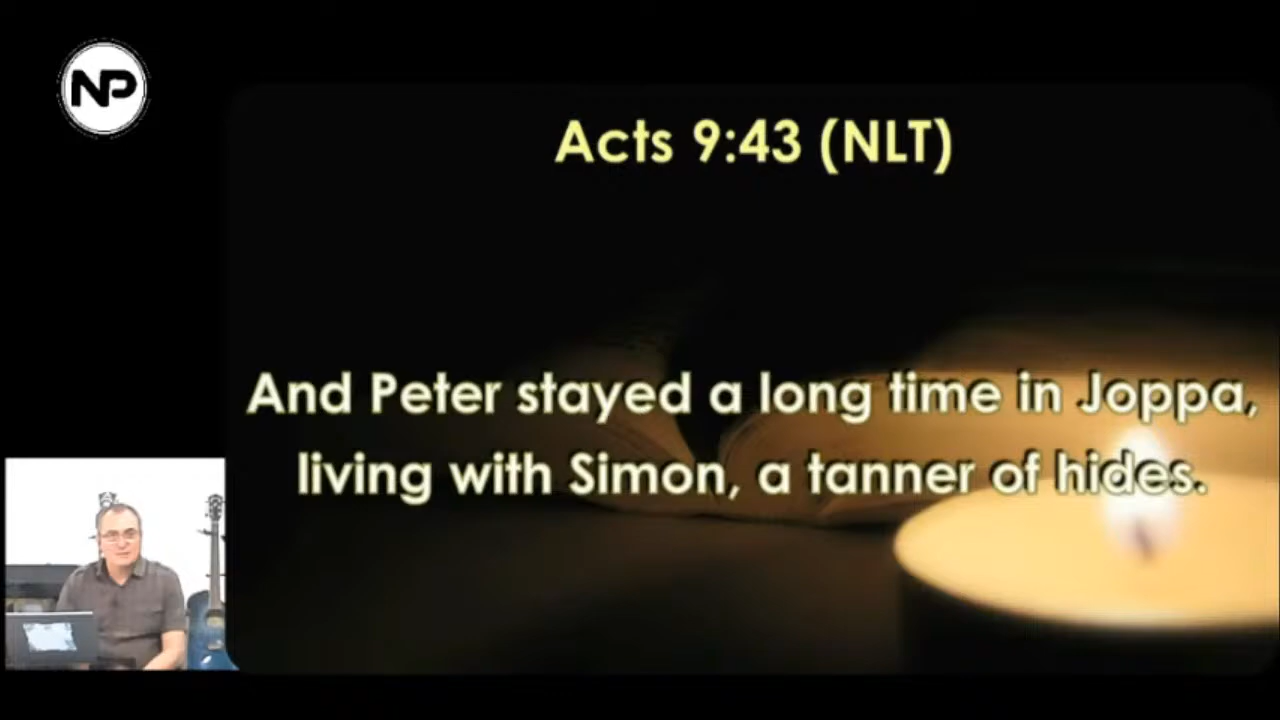 NP
Acts 9:43 (NLT)
And Peter stayed a long time in Joppa,
living with Simon, a tanner of hides.